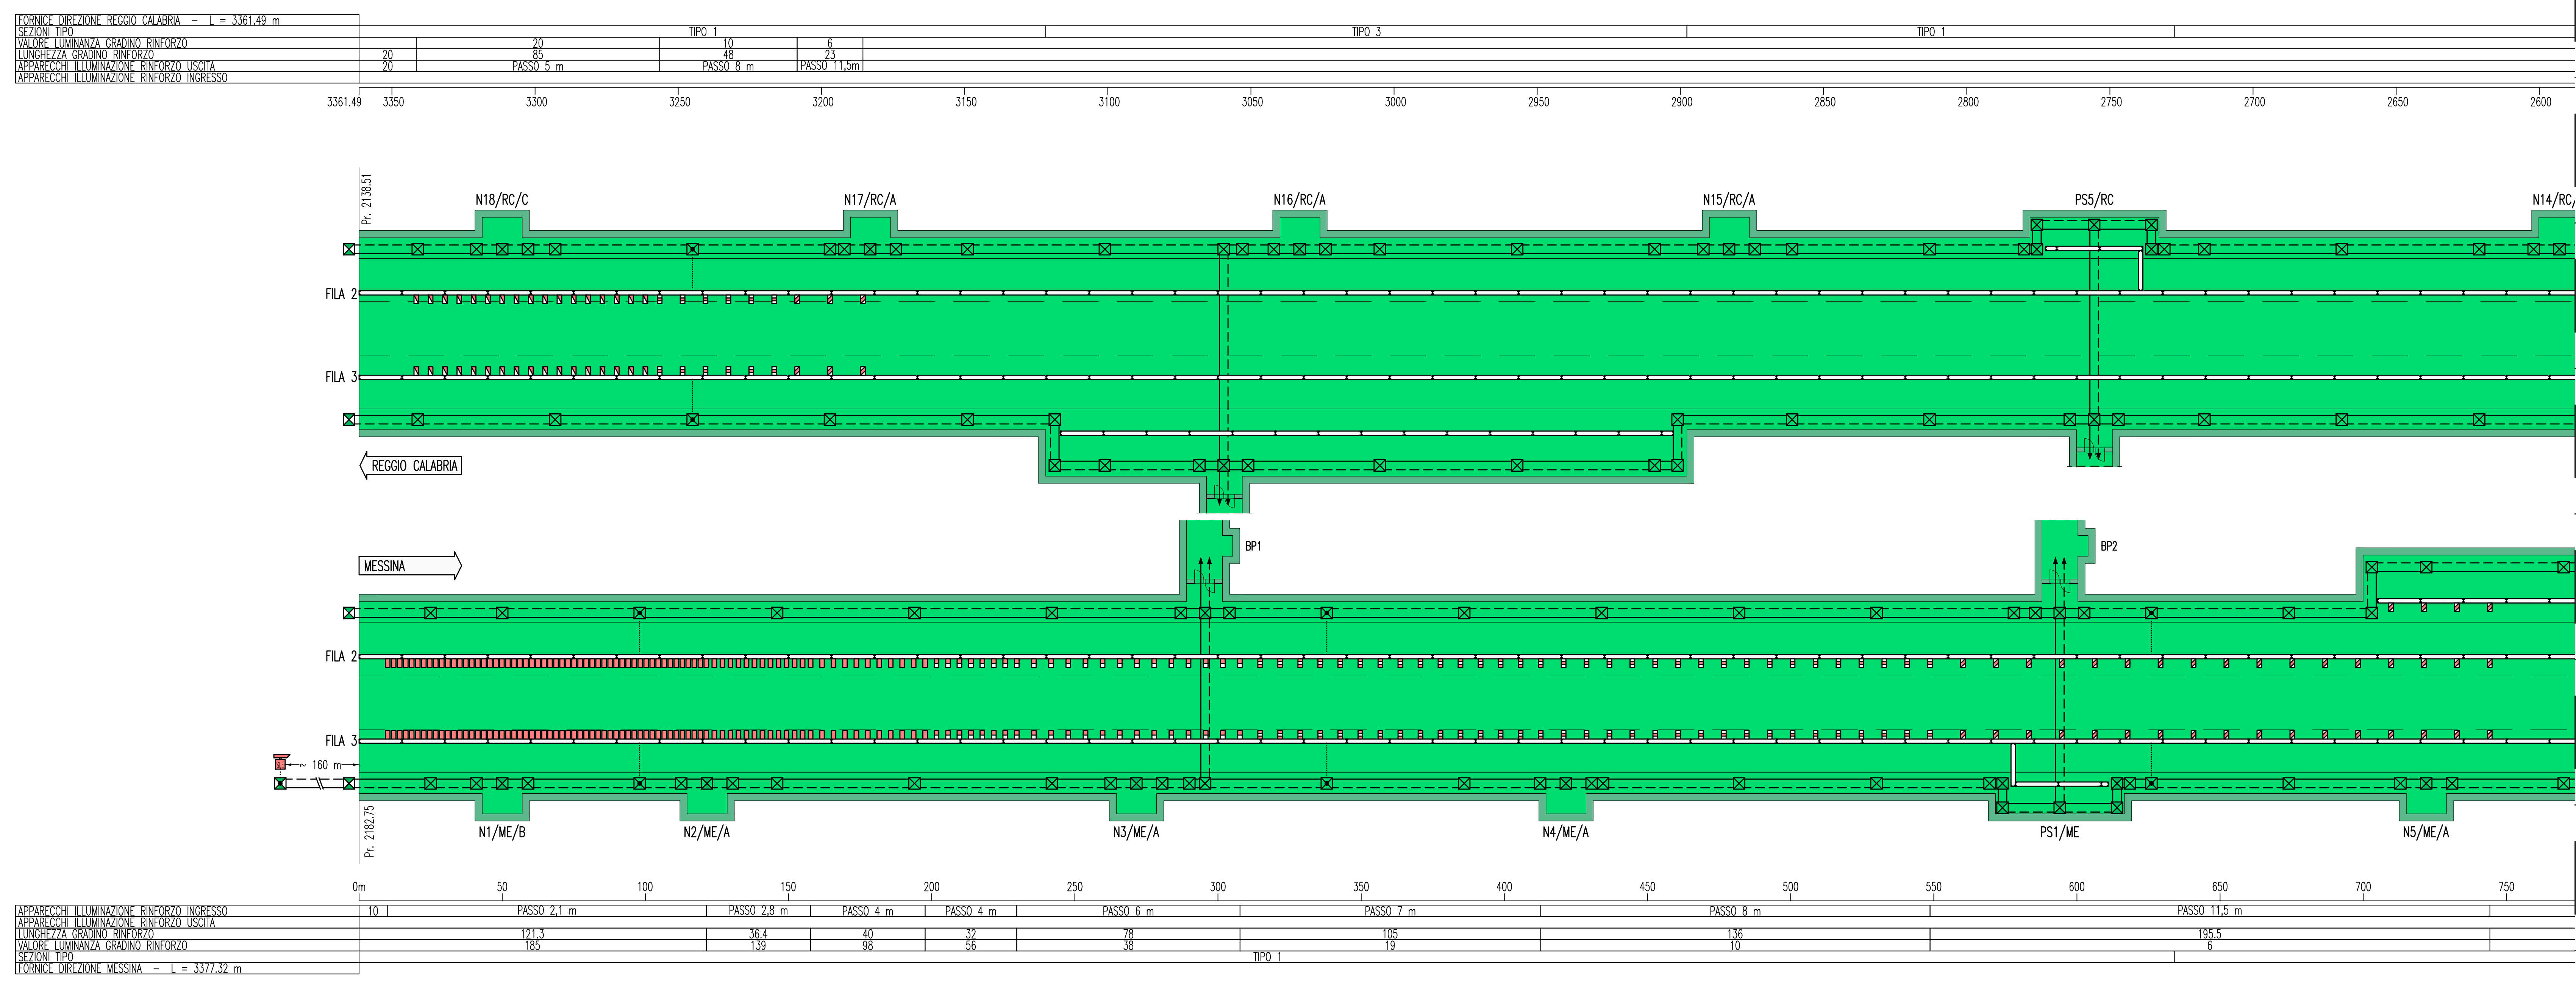 FORNICE DIREZIONE REGGIO CALABRIA - L = 3361.49 m
SEZIONI TIPO TIPO 1 TIPO 3 TIPO 1
VALORE LUMINANZA GRADINO RINFORZO 20 10 6
LUNGHEZZA GRADINO RINFORZO 20 85 48 23
APPARECCHI ILLUMINAZIONE RINFORZO USCITA 20 PASSO 5 m PASSO 8 m PASSO 11,5m
APPARECCHI ILLUMINAZIONE RINFORZO INGRESSO
3361.49 3350 3300 3250 3200 3150 3100 3050 3000 2950 2900 2850 2800 2750 2700 2650 2600
Pr. 2138.51
N18/RC/C N17/RC/A N16/RC/A N15/RC/A PS5/RC N14/RC/
FILA 2
FILA 3
REGGIO CALABRIA
BP1 BP2
MESSINA
FILA 2
FILA 3
~ 160 m
Pr. 2182.75
N1/ME/B N2/ME/A N3/ME/A N4/ME/A PS1/ME N5/ME/A
0m 50 100 150 200 250 300 350 400 450 500 550 600 650 700 750
APPARECCHI ILLUMINAZIONE RINFORZO INGRESSO 10 PASSO 2,1 m PASSO 2,8 m PASSO 4 m PASSO 4 m PASSO 6 m PASSO 7 m PASSO 8 m PASSO 11,5 m
APPARECCHI ILLUMINAZIONE RINFORZO USCITA
LUNGHEZZA GRADINO RINFORZO 121.3 36.4 40 32 78 105 136 195.5
VALORE LUMINANZA GRADINO RINFORZO 185 139 98 56 38 19 10 6
SEZIONI TIPO TIPO 1
FORNICE DIREZIONE MESSINA - L = 3377.32 m